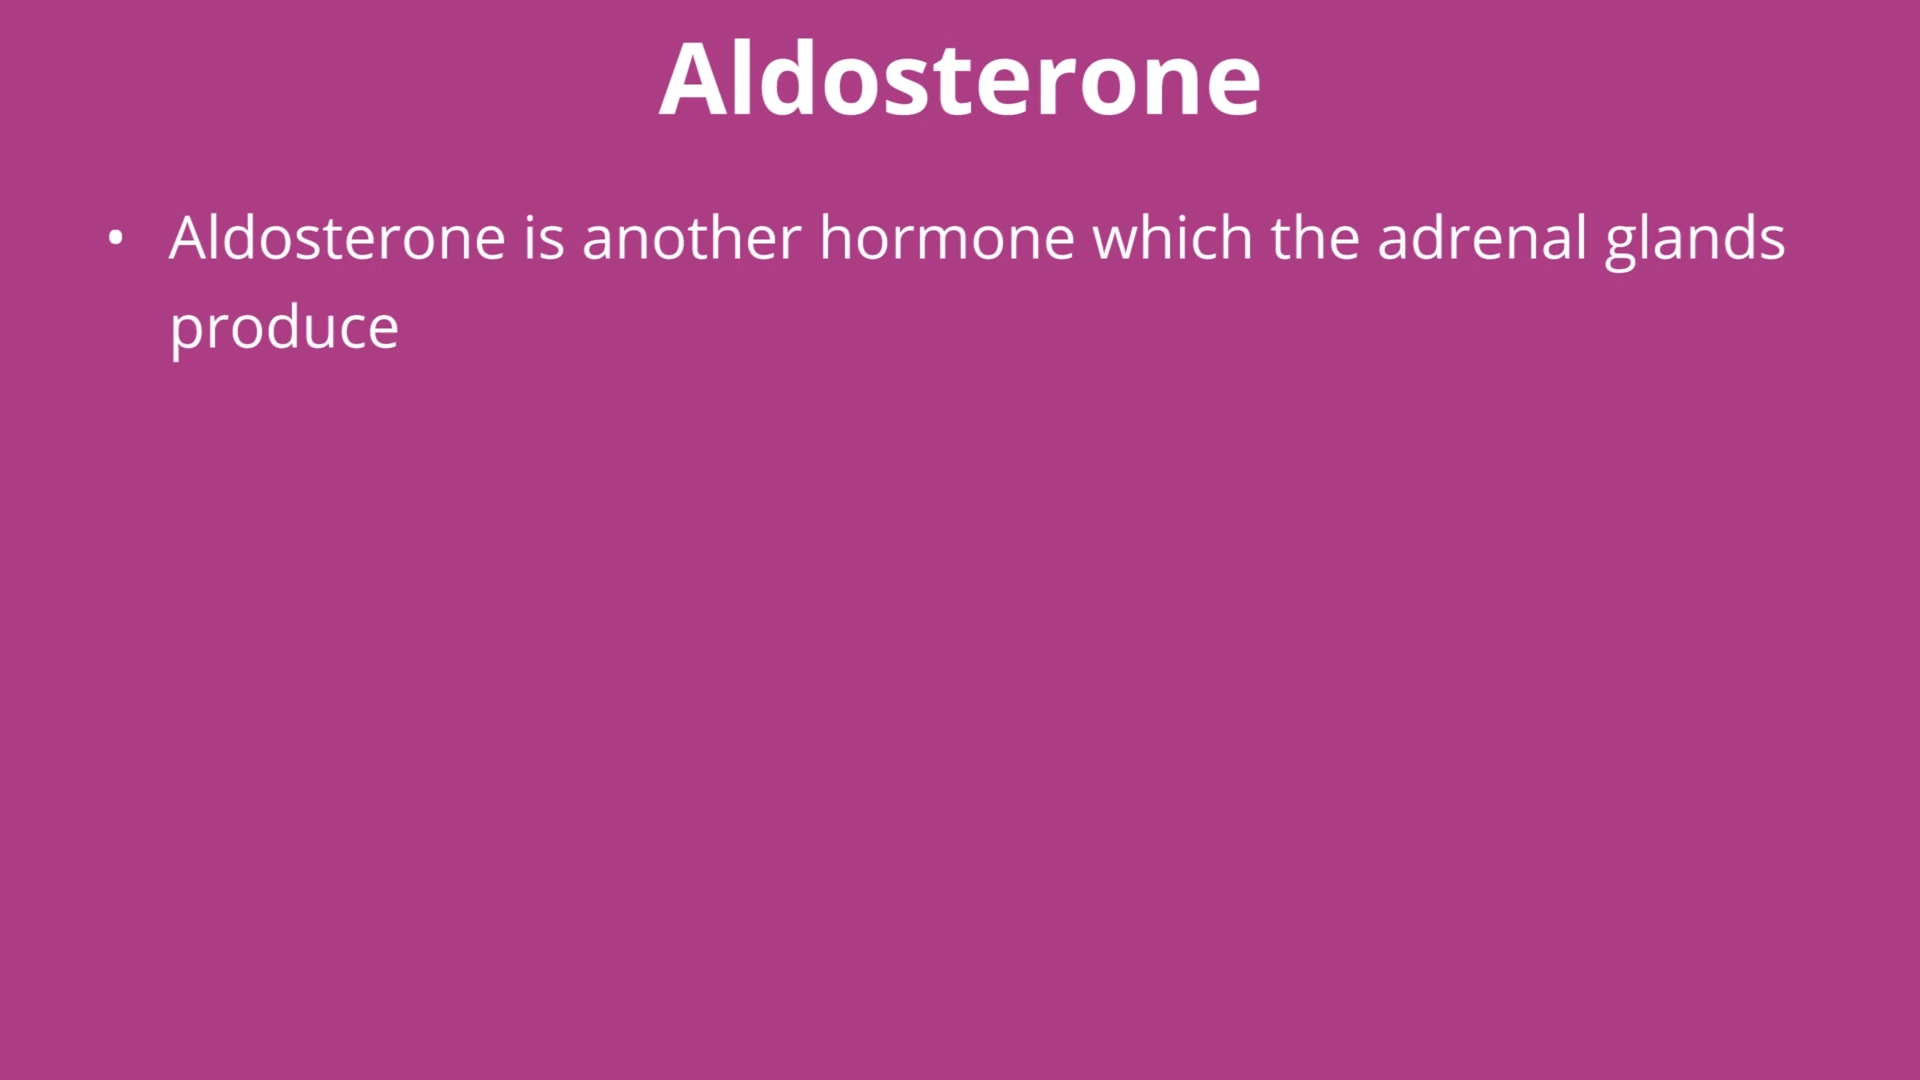 Aldosterone
• Aldosterone is another hormone which the adrenal glands
produce